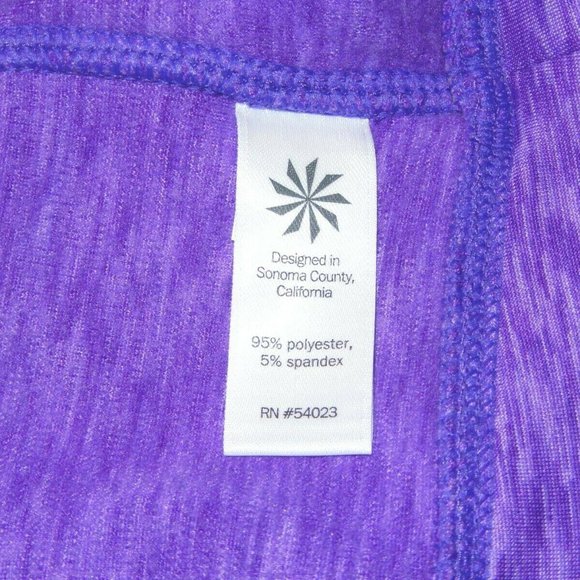 Designed in
Sonoma County,
California
95% polyester,
5% spandex
RN #54023